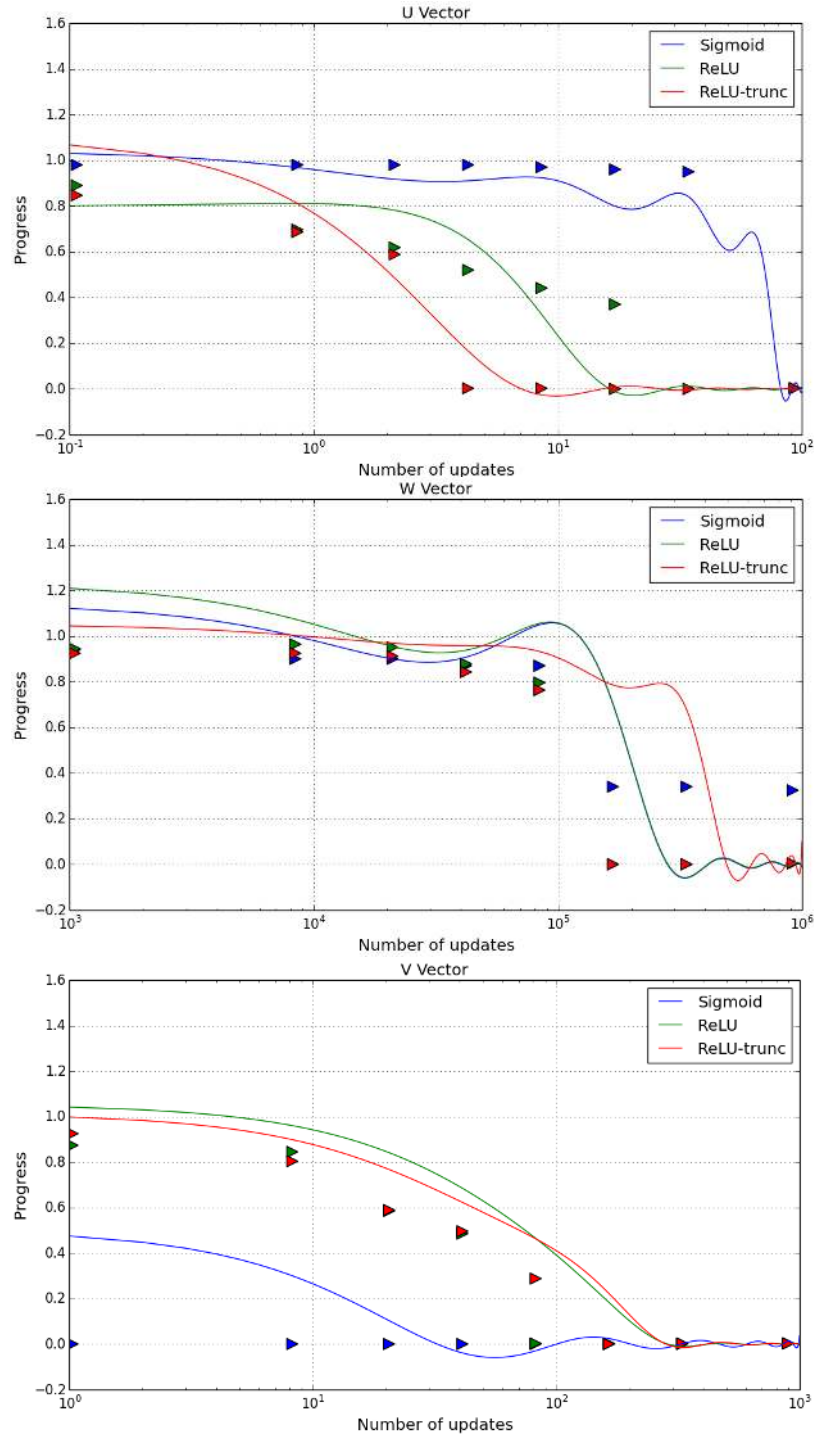 U Vector
1.6
1.4
1.2
1.0
0.8
0.6
0.4
0.2
0.0
−0.2
Progress
Sigmoid
ReLU
ReLU-trunc
10⁻¹ 10⁰ 10¹ 10²
Number of updates
W Vector
1.6
1.4
1.2
1.0
0.8
0.6
0.4
0.2
0.0
−0.2
Progress
Sigmoid
ReLU
ReLU-trunc
10³ 10⁴ 10⁵ 10⁶
Number of updates
V Vector
1.6
1.4
1.2
1.0
0.8
0.6
0.4
0.2
0.0
−0.2
Progress
Sigmoid
ReLU
ReLU-trunc
10⁰ 10¹ 10² 10³
Number of updates